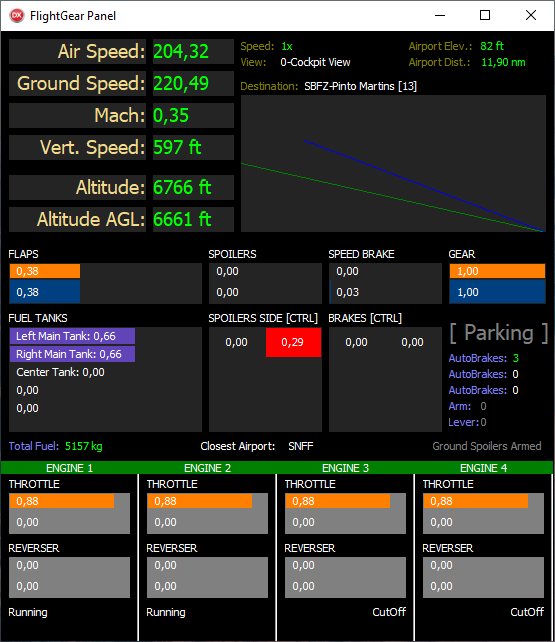 DX FlightGear Panel
Air Speed: 204,32
Ground Speed: 220,49
Mach: 0,35
Vert. Speed: 597 ft
Altitude: 6766 ft
Altitude AGL: 6661 ft
Speed: 1x
Airport Elev.: 82 ft
View: 0-Cockpit View
Airport Dist.: 11,90 nm
Destination: SBFZ-Pinto Martins [13]
FLAPS
0,38
0,38
SPOILERS
0,00
0,00
SPEED BRAKE
0,00
0,03
GEAR
1,00
1,00
FUEL TANKS
Left Main Tank: 0,66
Right Main Tank: 0,66
Center Tank: 0,00
0,00
0,00
SPOILERS SIDE [CTRL]
0,00 0,29
BRAKES [CTRL]
0,00 0,00
[ Parking ]
AutoBrakes: 3
AutoBrakes: 0
AutoBrakes: 0
Arm: 0
Lever:0
Total Fuel: 5157 kg
Closest Airport: SNFF
Ground Spoilers Armed
ENGINE 1
THROTTLE
0,88
0,00
REVERSER
0,00
0,00
Running
ENGINE 2
THROTTLE
0,88
0,00
REVERSER
0,00
0,00
Running
ENGINE 3
THROTTLE
0,88
0,00
REVERSER
0,00
0,00
CutOff
ENGINE 4
THROTTLE
0,88
0,00
REVERSER
0,00
0,00
CutOff